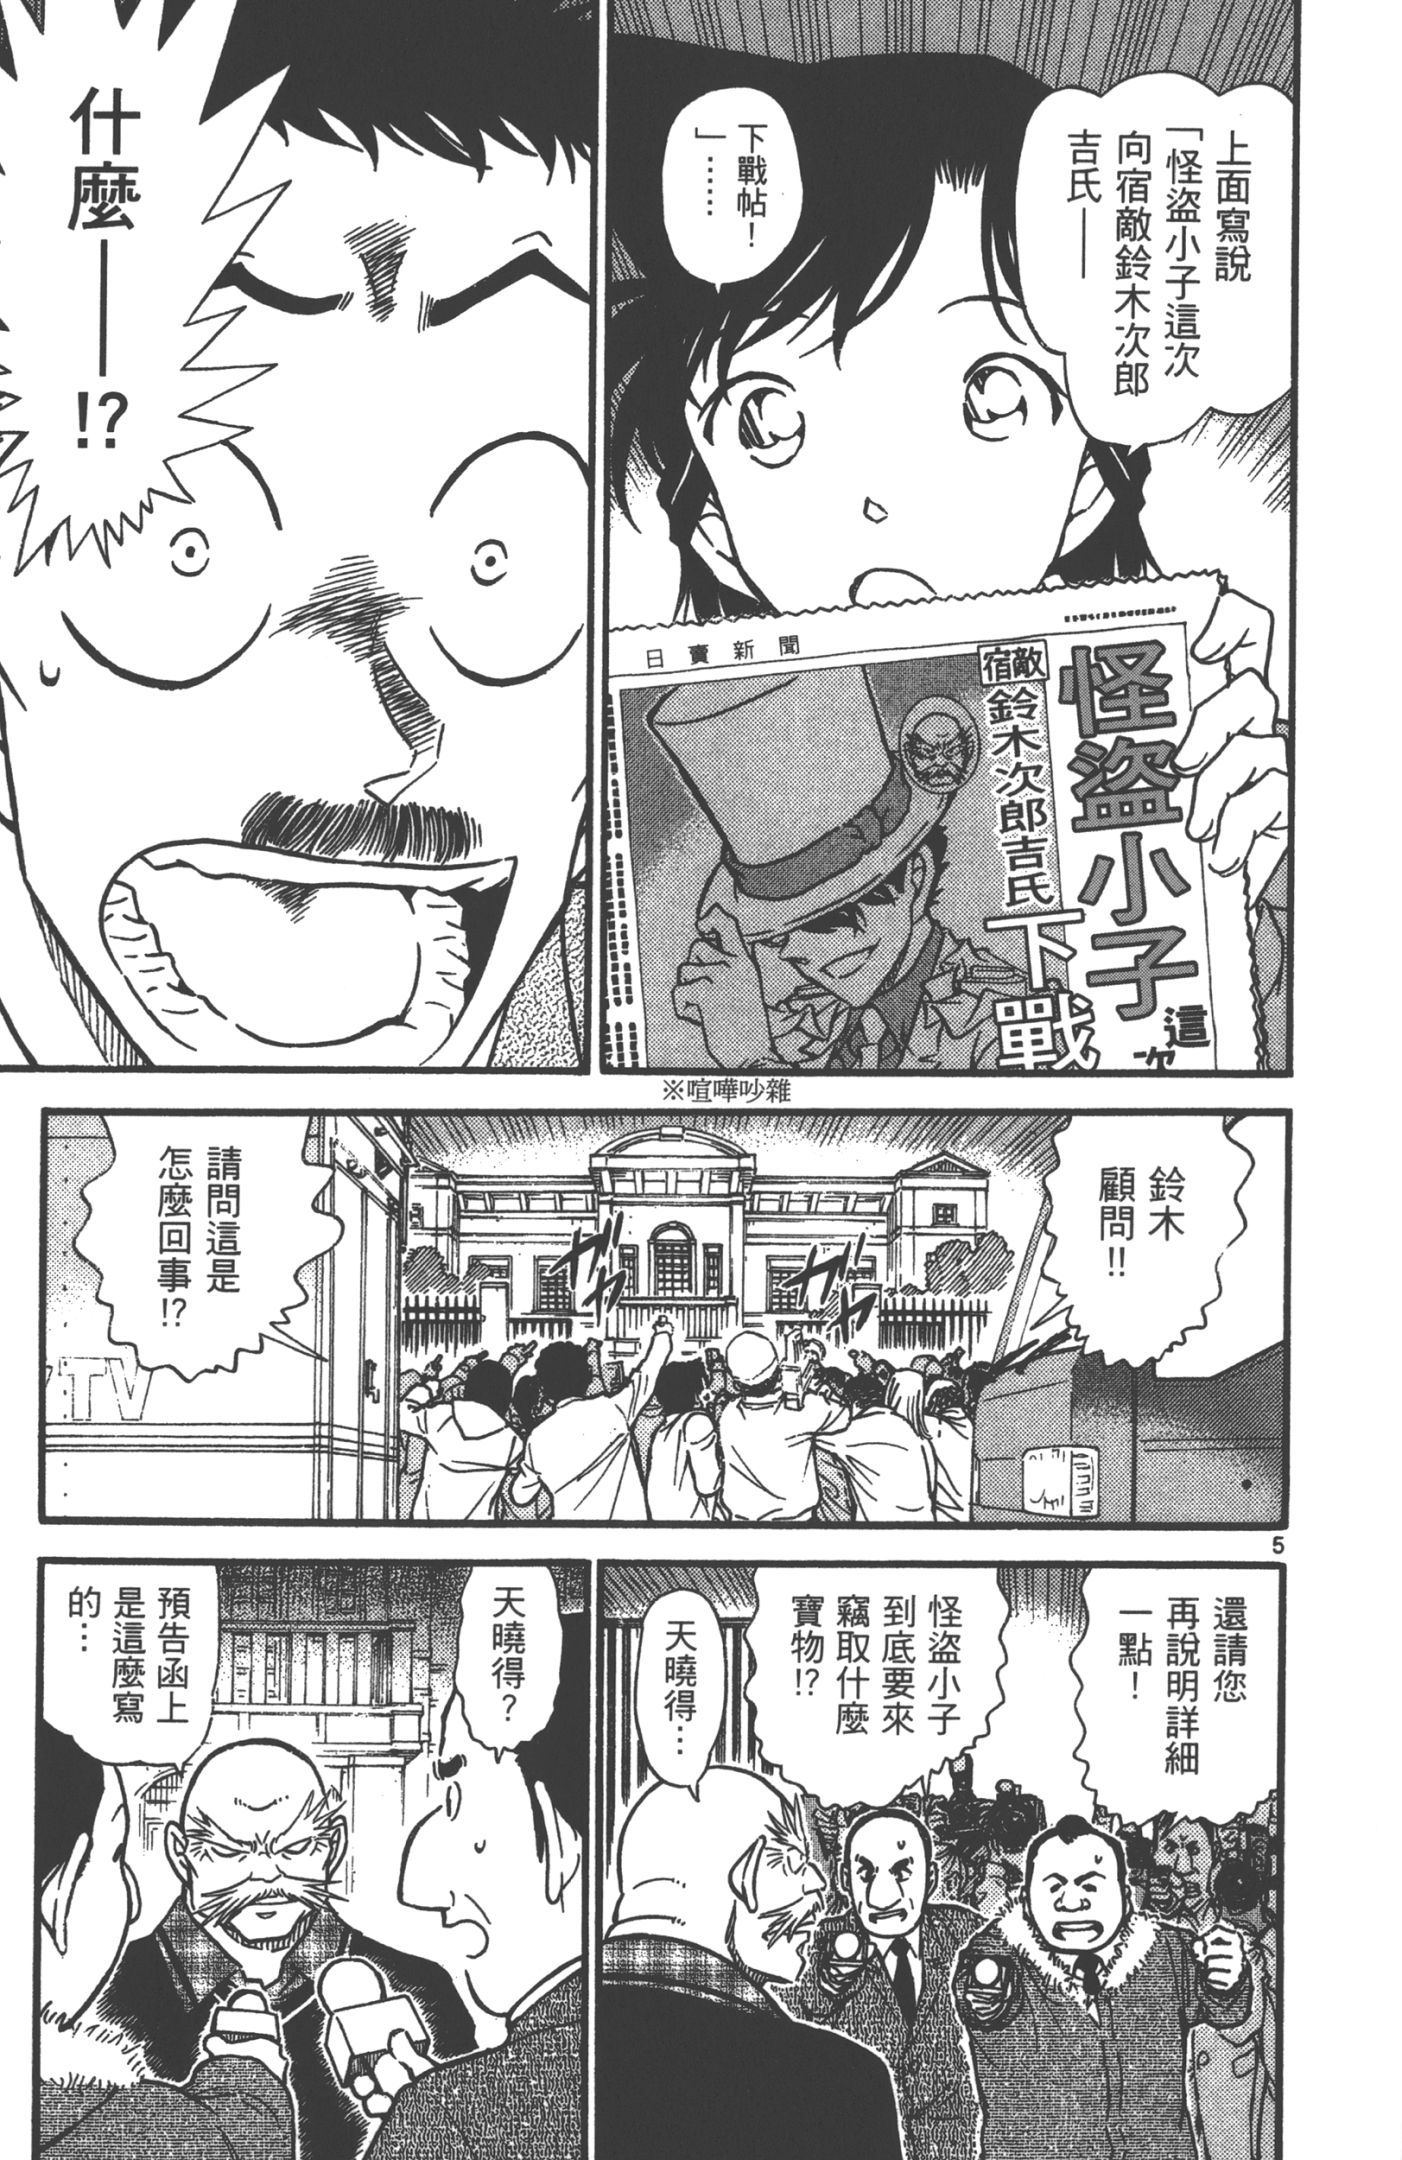 上面寫說
「怪盜小子這次
向宿敵鈴木次郎
吉氏——
下戰帖！
」……
日賣新聞
怪盜小子
這次
宿敵
鈴木次郎吉氏
下戰
什麼——!?
※喧嘩吵雜
鈴木
顧問!!
ガヤ
ガヤ
請問這是
怎麼回事!?
TV
5
還請您
再說明詳細
一點！
怪盜小子
到底要來
竊取什麼
寶物!?
天曉得…
天曉得？
預告函上
是這麼寫
的…